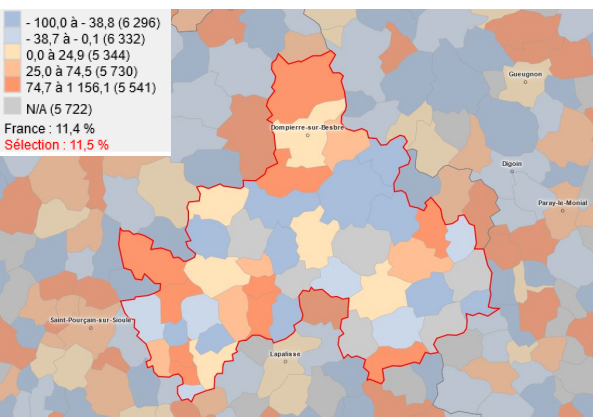 - 100,0 à - 38,8 (6 296)
- 38,7 à - 0,1 (6 332)
0,0 à 24,9 (5 344)
25,0 à 74,5 (5 730)
74,7 à 1 156,1 (5 541)
N/A (5 722)
France : 11,4 %
Sélection : 11,5 %
Gueugnon
Dompierre-sur-Besbre
Digoin
Paray-le-Monial
Saint-Pourçain-sur-Sioule
Lapalisse